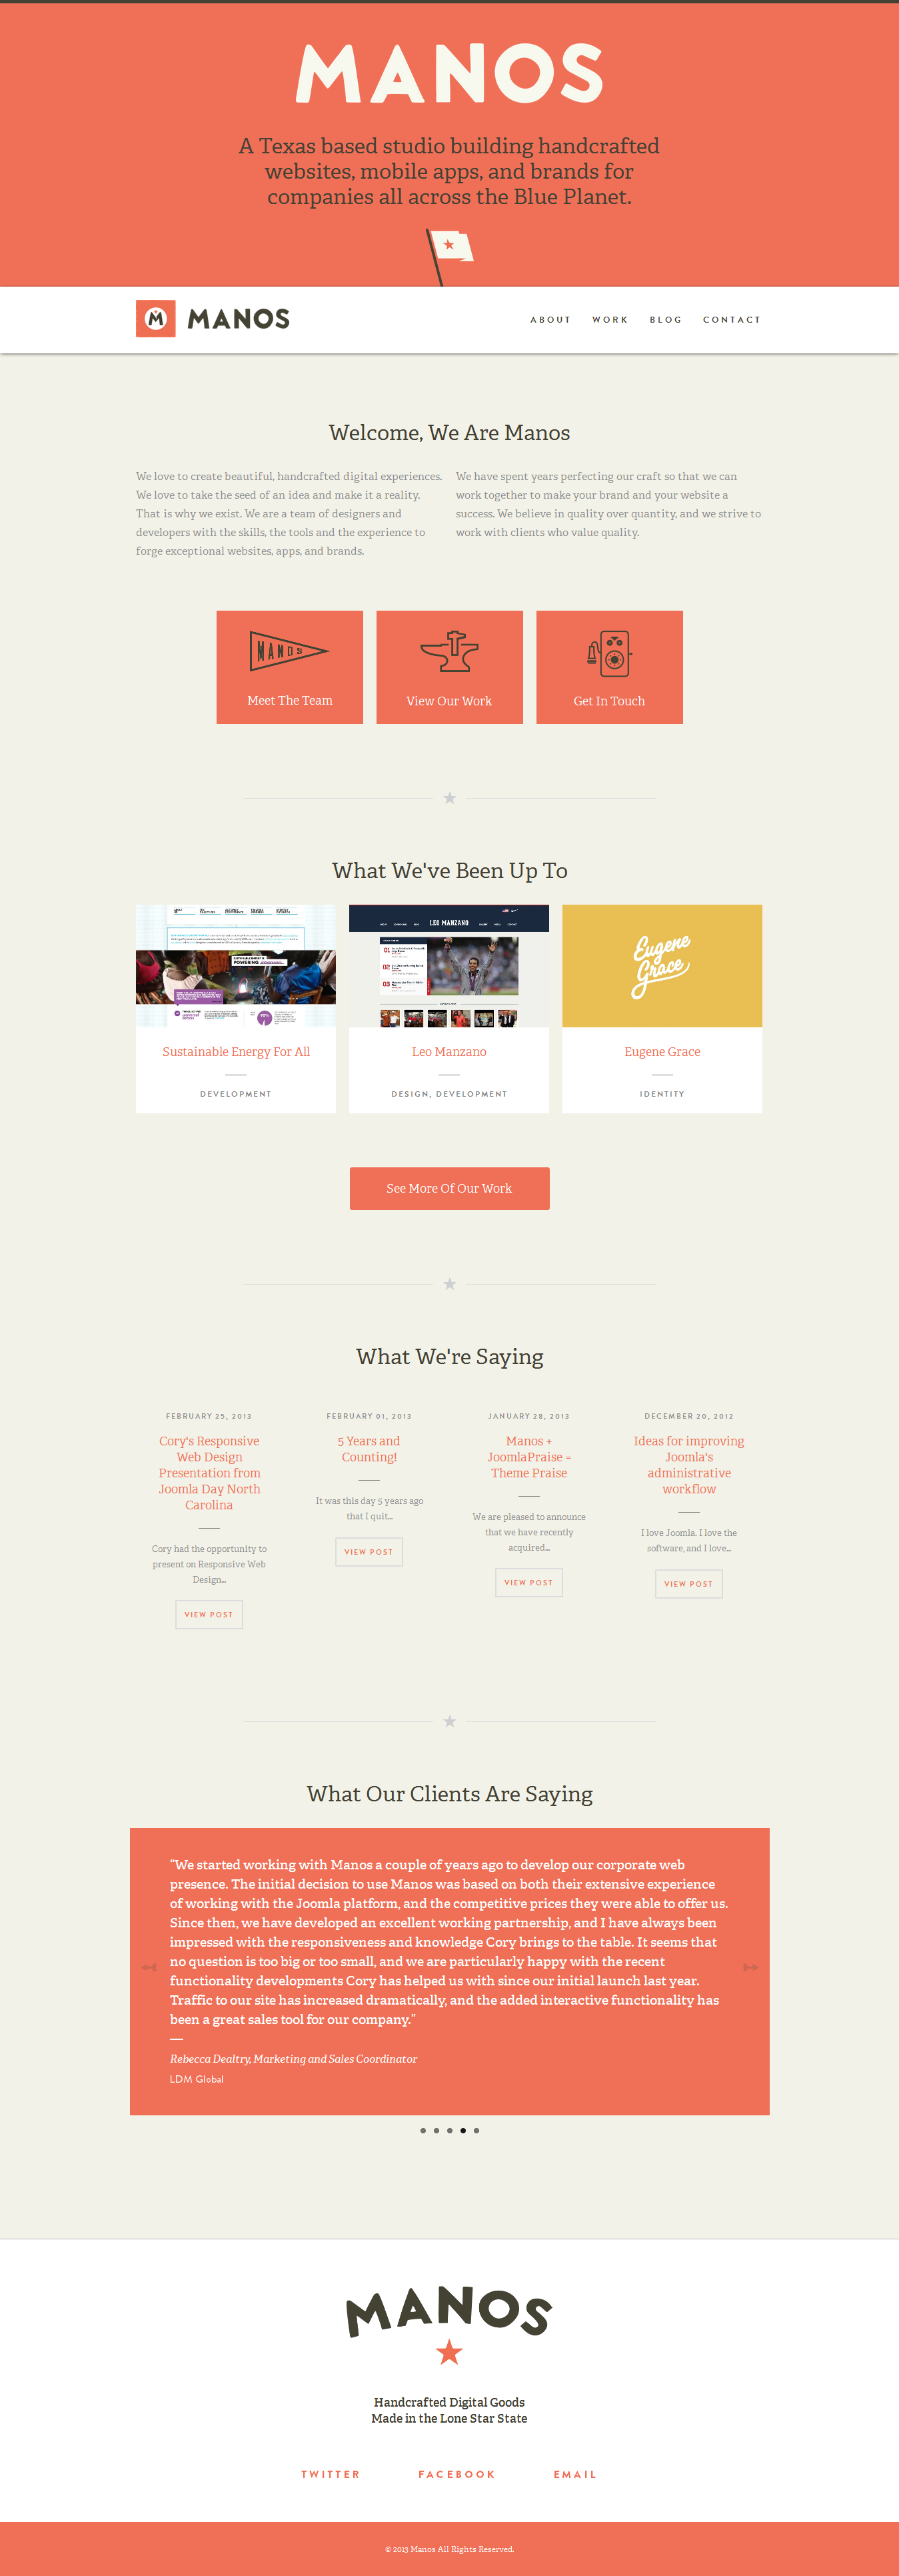 MANOS
A Texas based studio building handcrafted
websites, mobile apps, and brands for
companies all across the Blue Planet.
M MANOS
ABOUT WORK BLOG CONTACT
Welcome, We Are Manos
We love to create beautiful, handcrafted digital experiences.
We love to take the seed of an idea and make it a reality.
That is why we exist. We are a team of designers and
developers with the skills, the tools and the experience to
forge exceptional websites, apps, and brands.
We have spent years perfecting our craft so that we can
work together to make your brand and your website a
success. We believe in quality over quantity, and we strive to
work with clients who value quality.
MANOS
Meet The Team
View Our Work
Get In Touch
What We've Been Up To
POWERING
LEO MANZANO
01
02
03
Eugene
Grace
Sustainable Energy For All
DEVELOPMENT
Leo Manzano
DESIGN, DEVELOPMENT
Eugene Grace
IDENTITY
See More Of Our Work
What We're Saying
FEBRUARY 25, 2013
Cory's Responsive
Web Design
Presentation from
Joomla Day North
Carolina
Cory had the opportunity to
present on Responsive Web
Design...
VIEW POST
FEBRUARY 01, 2013
5 Years and
Counting!
It was this day 5 years ago
that I quit...
VIEW POST
JANUARY 28, 2013
Manos +
JoomlaPraise =
Theme Praise
We are pleased to announce
that we have recently
acquired...
VIEW POST
DECEMBER 20, 2012
Ideas for improving
Joomla's
administrative
workflow
I love Joomla. I love the
software, and I love...
VIEW POST
What Our Clients Are Saying
“We started working with Manos a couple of years ago to develop our corporate web
presence. The initial decision to use Manos was based on both their extensive experience
of working with the Joomla platform, and the competitive prices they were able to offer us.
Since then, we have developed an excellent working partnership, and I have always been
impressed with the responsiveness and knowledge Cory brings to the table. It seems that
no question is too big or too small, and we are particularly happy with the recent
functionality developments Cory has helped us with since our initial launch last year.
Traffic to our site has increased dramatically, and the added interactive functionality has
been a great sales tool for our company.”
—
Rebecca Dealtry, Marketing and Sales Coordinator
LDM Global
MANOS
Handcrafted Digital Goods
Made in the Lone Star State
TWITTER FACEBOOK EMAIL
© 2013 Manos All Rights Reserved.